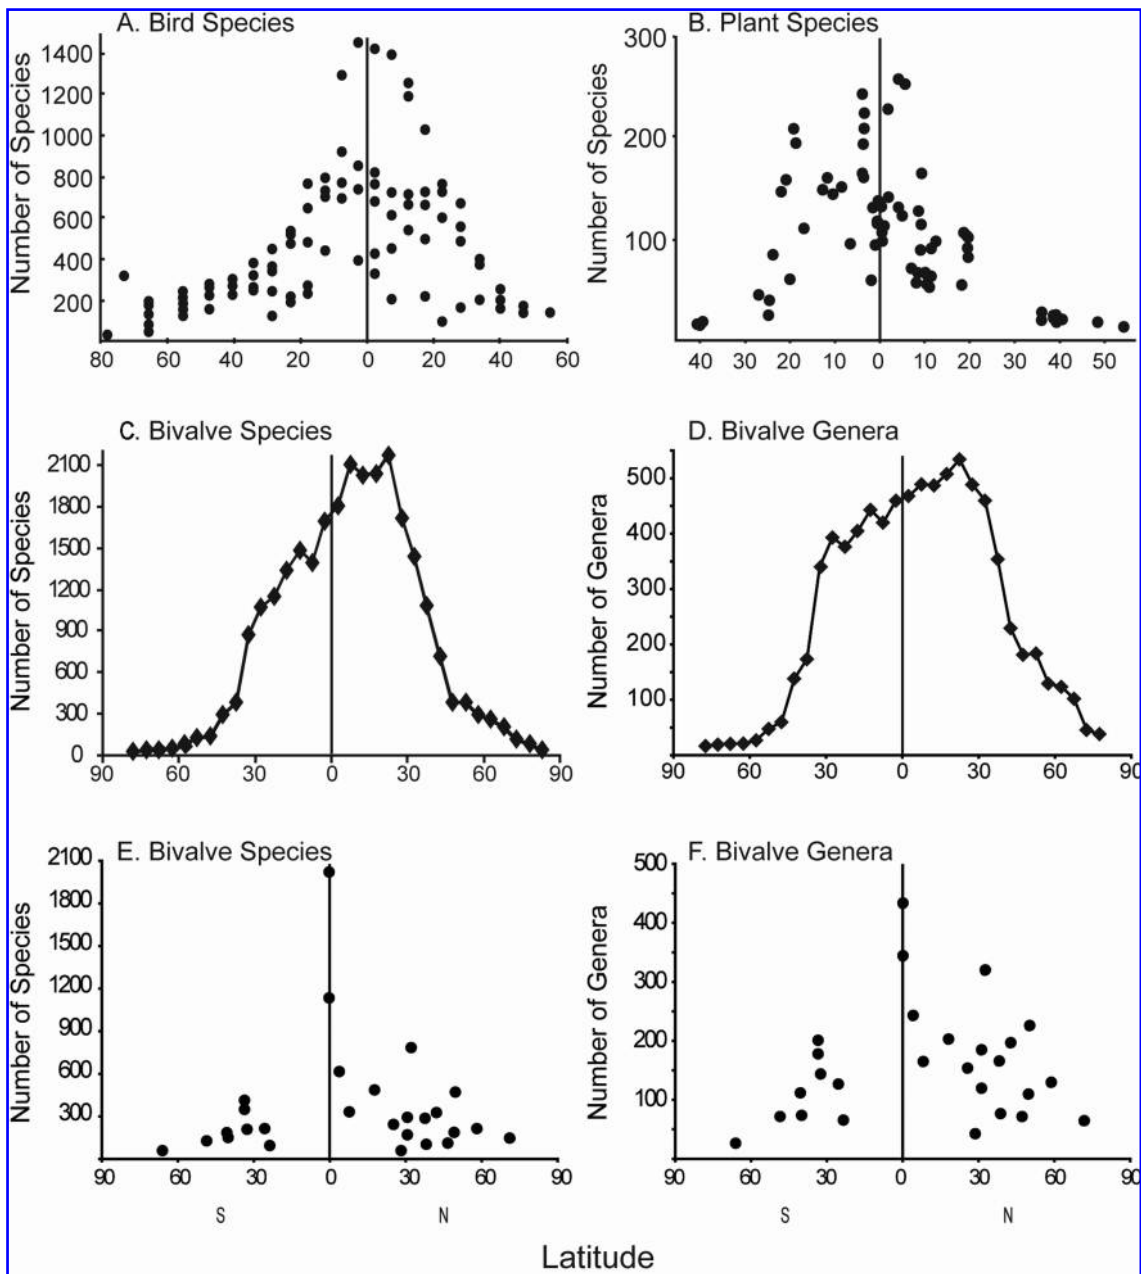 A. Bird Species
Number of Species
1400
1200
1000
800
600
400
200
80 60 40 20 0 20 40 60
B. Plant Species
Number of Species
300
200
100
40 30 20 10 0 10 20 30 40 50
C. Bivalve Species
Number of Species
2100
1800
1500
1200
900
600
300
0
90 60 30 0 30 60 90
D. Bivalve Genera
Number of Genera
500
400
300
200
100
90 60 30 0 30 60 90
E. Bivalve Species
Number of Species
2100
1800
1500
1200
900
600
300
90 60 30 0 30 60 90
S N
F. Bivalve Genera
Number of Genera
500
400
300
200
100
90 60 30 0 30 60 90
S N
Latitude